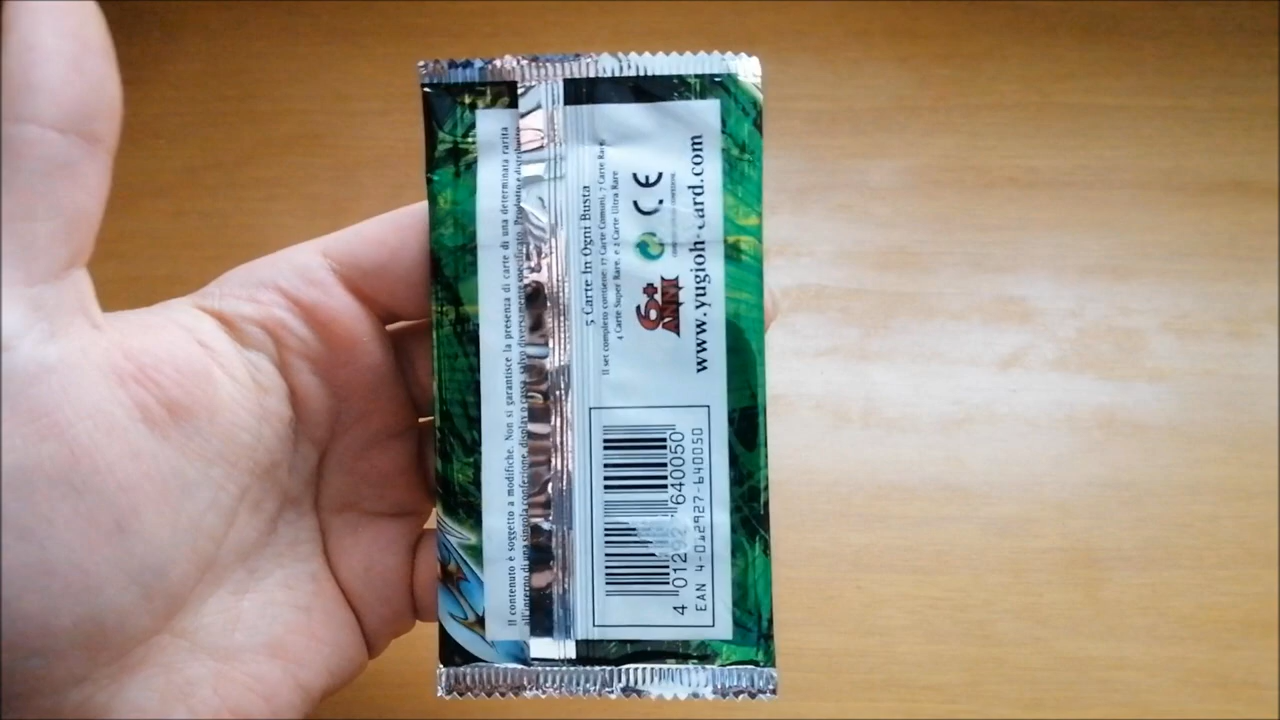 Il contenuto è soggetto a modifiche. Non si garantisce la presenza di carte di una determinata rarità
all'interno di una singola confezione, display o cassa, salvo diversamente specificato. Prodotto e distribuito
5 Carte In Ogni Busta
Il set completo contiene: 17 Carte Comuni, 7 Carte Rare,
4 Carte Super Rare, e 2 Carte Ultra Rare.
6+
ANNI
CE
www.yugioh-card.com
4 012927 640050
EAN 4-012927-640050